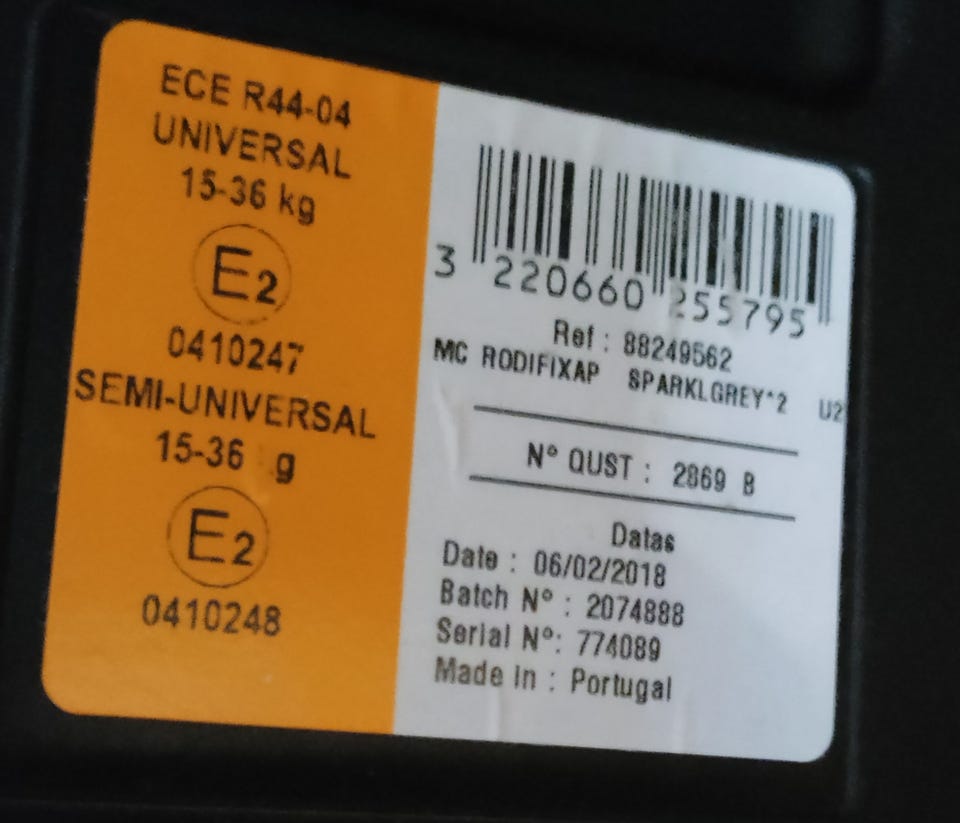 ECE R44-04
UNIVERSAL
15-36 kg
E2
0410247
SEMI-UNIVERSAL
15-36 g
E2
0410248
3 220660 255795
Ref : 88249562
MC RODIFIXAP SPARKLGREY*2 U2
N° QUST : 2869 B
Datas
Date : 06/02/2018
Batch N° : 2074888
Serial N°: 774089
Made in : Portugal